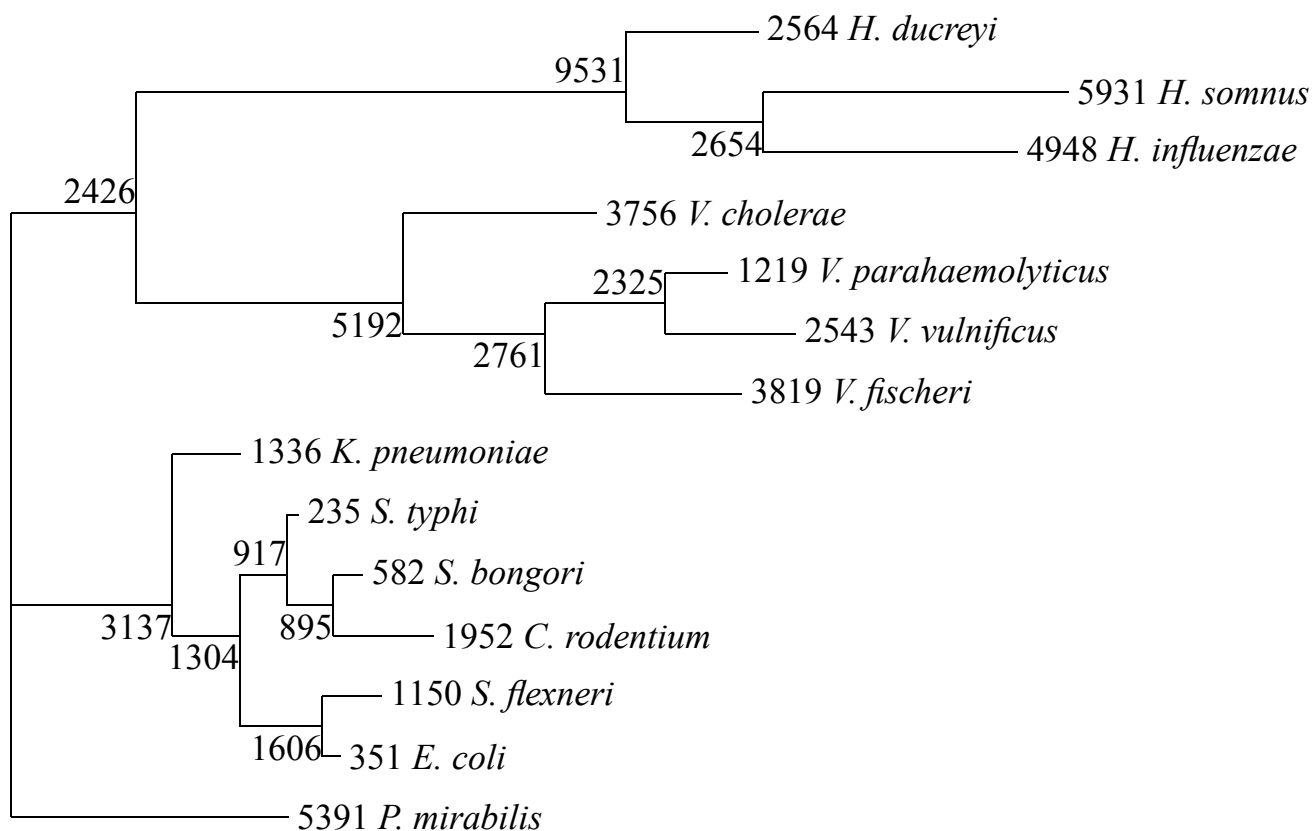 2564 H. ducreyi
9531
5931 H. somnus
2654
4948 H. influenzae
2426
3756 V. cholerae
1219 V. parahaemolyticus
2325
5192
2543 V. vulnificus
2761
3819 V. fischeri
1336 K. pneumoniae
235 S. typhi
917
582 S. bongori
3137
895
1952 C. rodentium
1304
1150 S. flexneri
1606
351 E. coli
5391 P. mirabilis